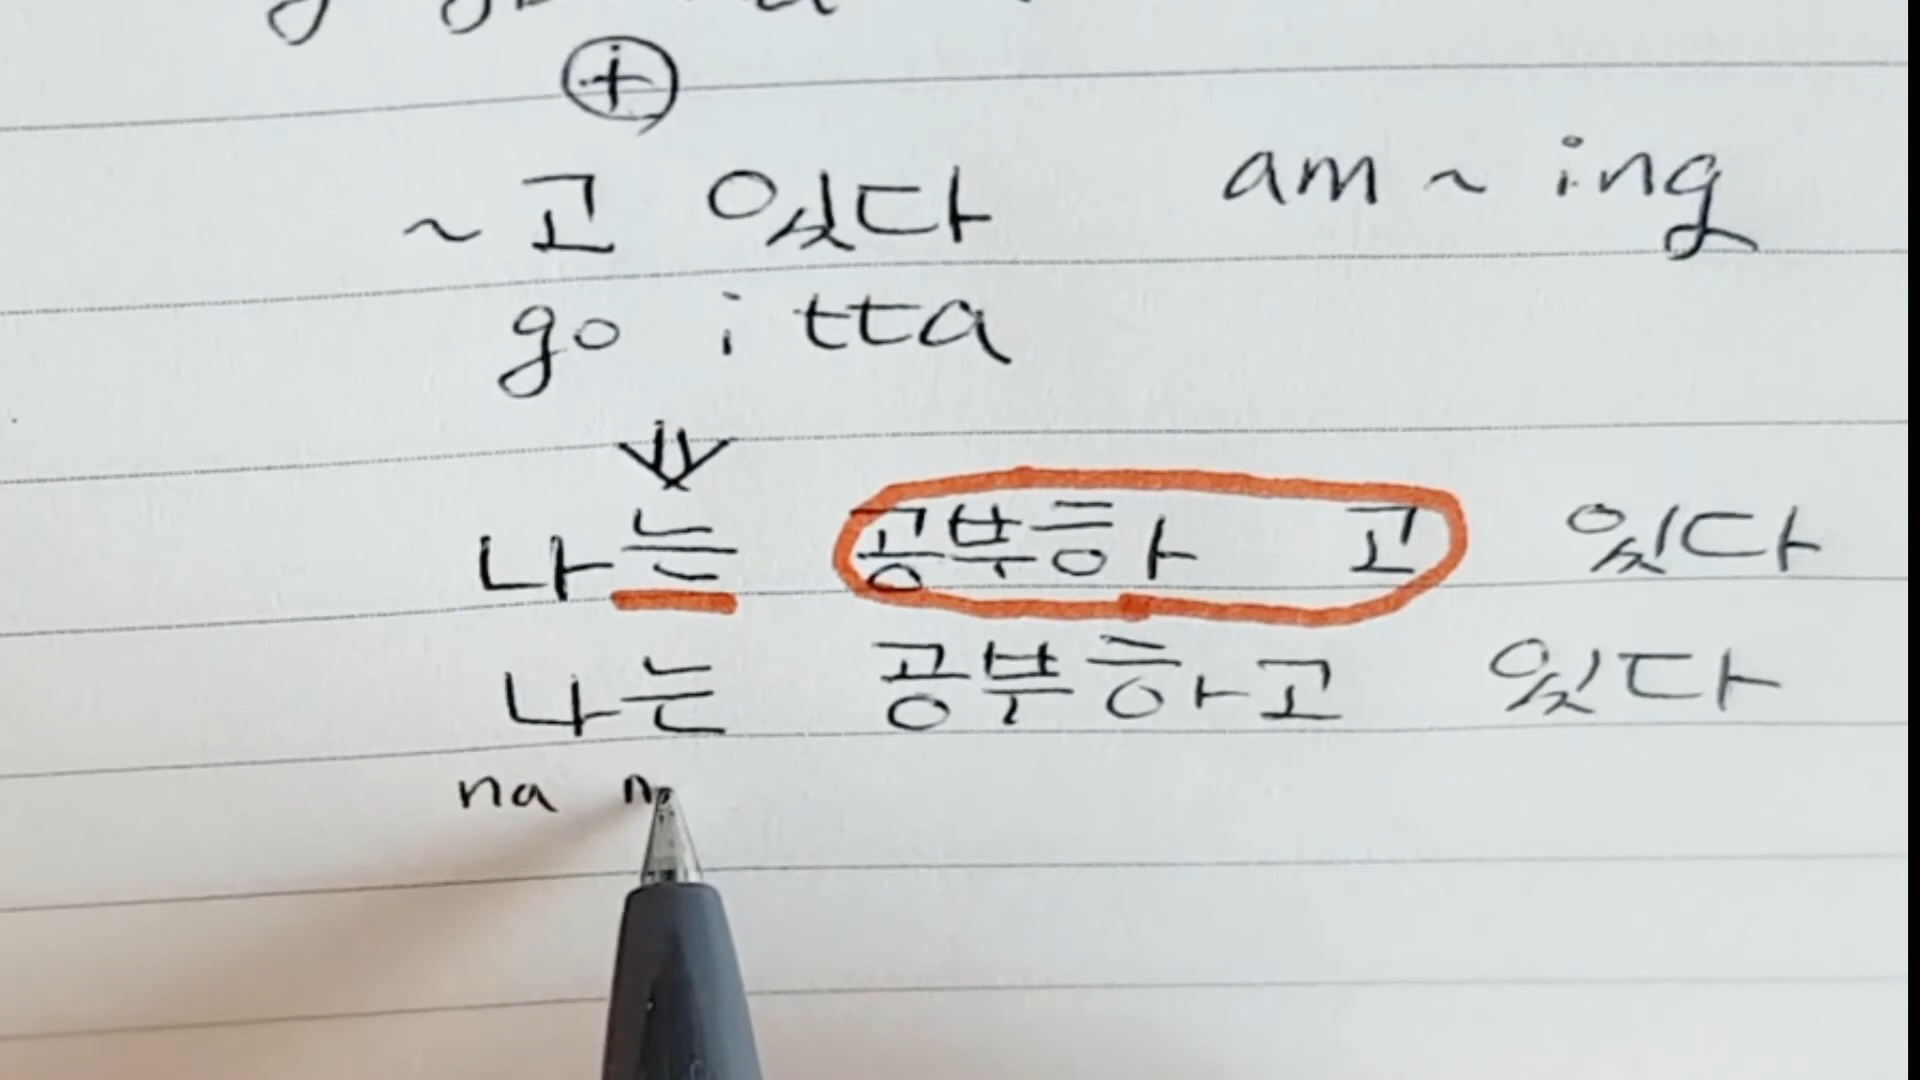 +
~고 있다 am ~ ing
go itta
나는 공부하 고 있다
나는 공부하고 있다
na n